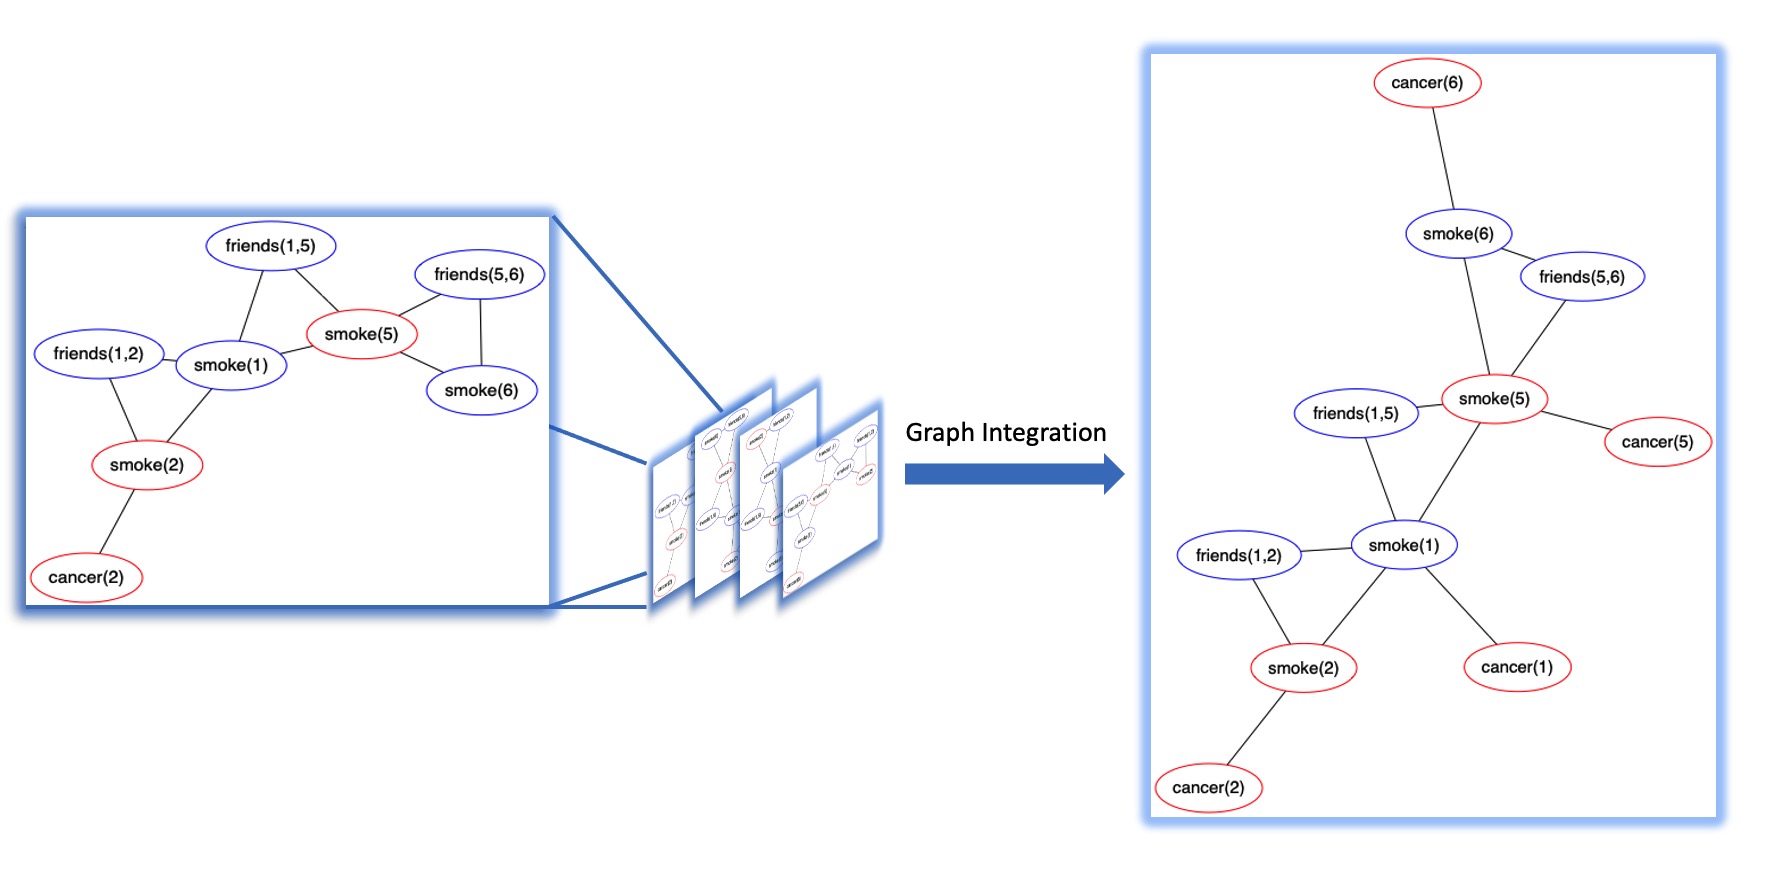 friends(1,5)
friends(5,6)
smoke(5)
friends(1,2)
smoke(1)
smoke(6)
smoke(2)
cancer(2)
Graph Integration
cancer(6)
smoke(6)
friends(5,6)
smoke(5)
friends(1,5)
cancer(5)
smoke(1)
friends(1,2)
smoke(2)
cancer(1)
cancer(2)